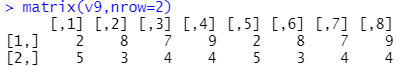 > matrix(v9,nrow=2)
     [,1] [,2] [,3] [,4] [,5] [,6] [,7] [,8]
[1,]    2    8    7    9    2    8    7    9
[2,]    5    3    4    4    5    3    4    4